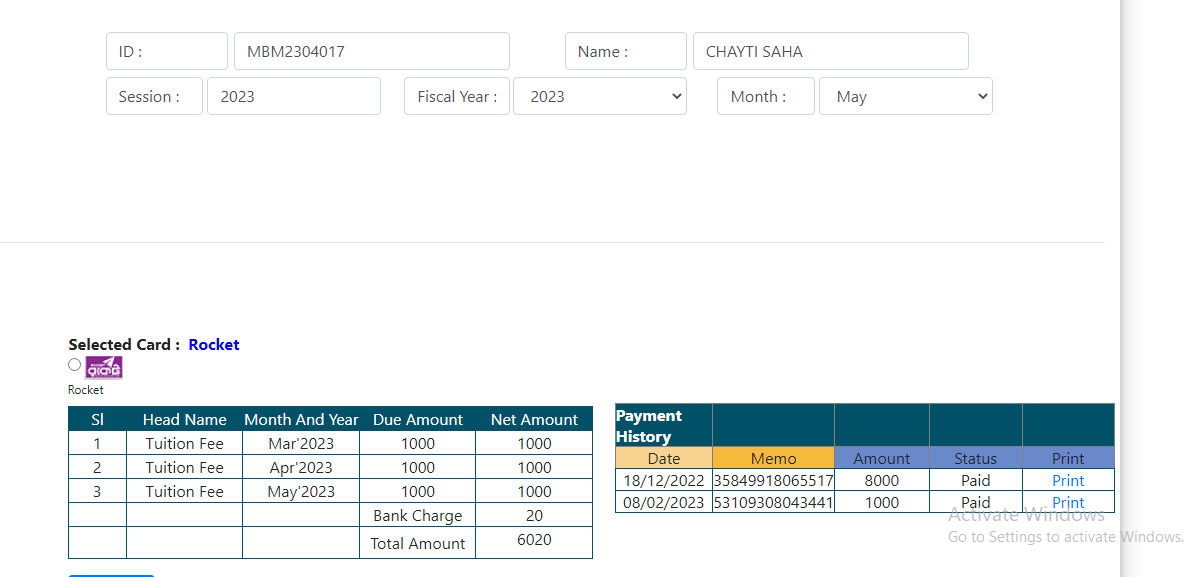 ID : MBM2304017 Name : CHAYTI SAHA
Session : 2023 Fiscal Year : 2023 Month : May
Selected Card : Rocket
Rocket
Sl Head Name Month And Year Due Amount Net Amount
1 Tuition Fee Mar'2023 1000 1000
2 Tuition Fee Apr'2023 1000 1000
3 Tuition Fee May'2023 1000 1000
Bank Charge 20
Total Amount 6020
Payment
History
Date Memo Amount Status Print
18/12/2022 35849918065517 8000 Paid Print
08/02/2023 53109308043441 1000 Paid Print
Activate Windows
Go to Settings to activate Windows.